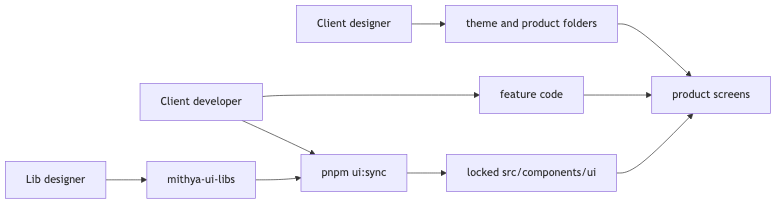 Client designer
theme and product folders
Client developer
feature code
product screens
Lib designer
mithya-ui-libs
pnpm ui:sync
locked src/components/ui